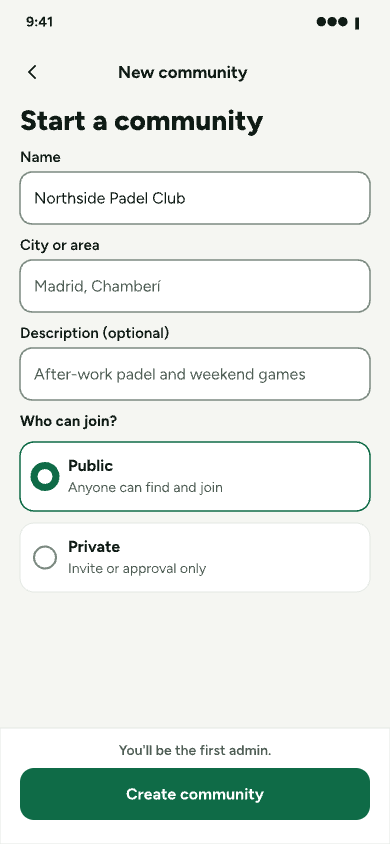 9:41
New community
Start a community
Name
Northside Padel Club
City or area
Madrid, Chamberí
Description (optional)
After-work padel and weekend games
Who can join?
Public
Anyone can find and join
Private
Invite or approval only
You'll be the first admin.
Create community